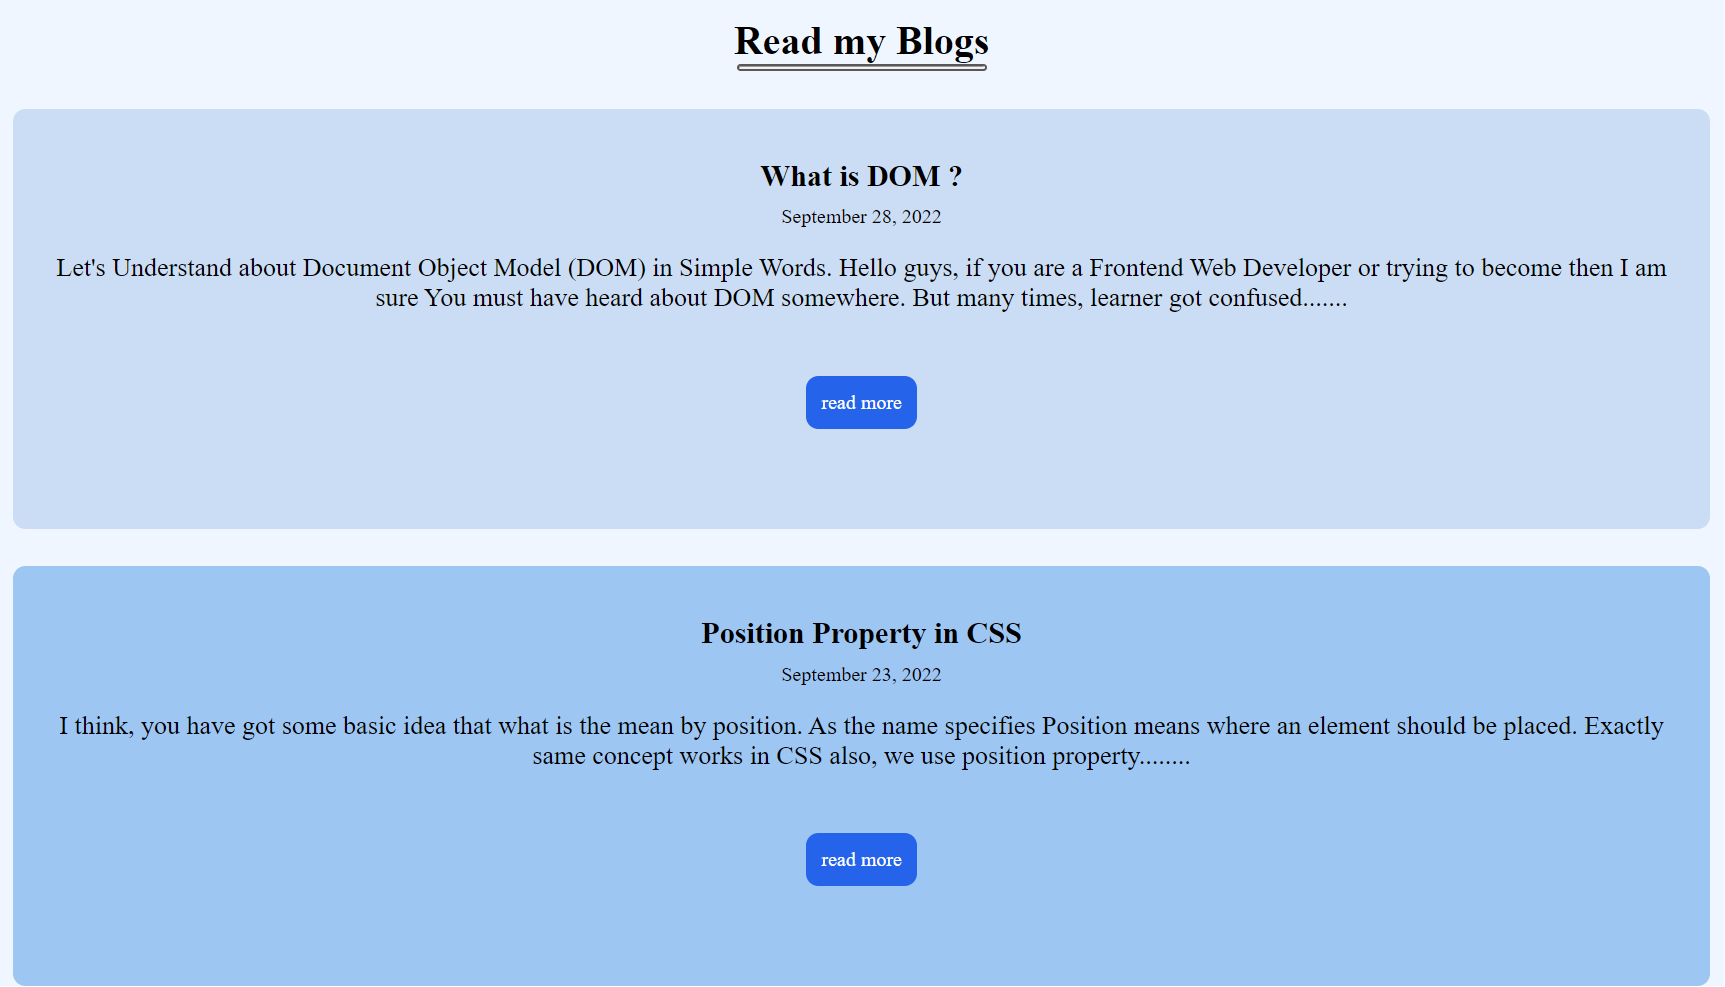 Read my Blogs
What is DOM ?
September 28, 2022
Let's Understand about Document Object Model (DOM) in Simple Words. Hello guys, if you are a Frontend Web Developer or trying to become then I am
sure You must have heard about DOM somewhere. But many times, learner got confused.......
read more
Position Property in CSS
September 23, 2022
I think, you have got some basic idea that what is the mean by position. As the name specifies Position means where an element should be placed. Exactly
same concept works in CSS also, we use position property........
read more